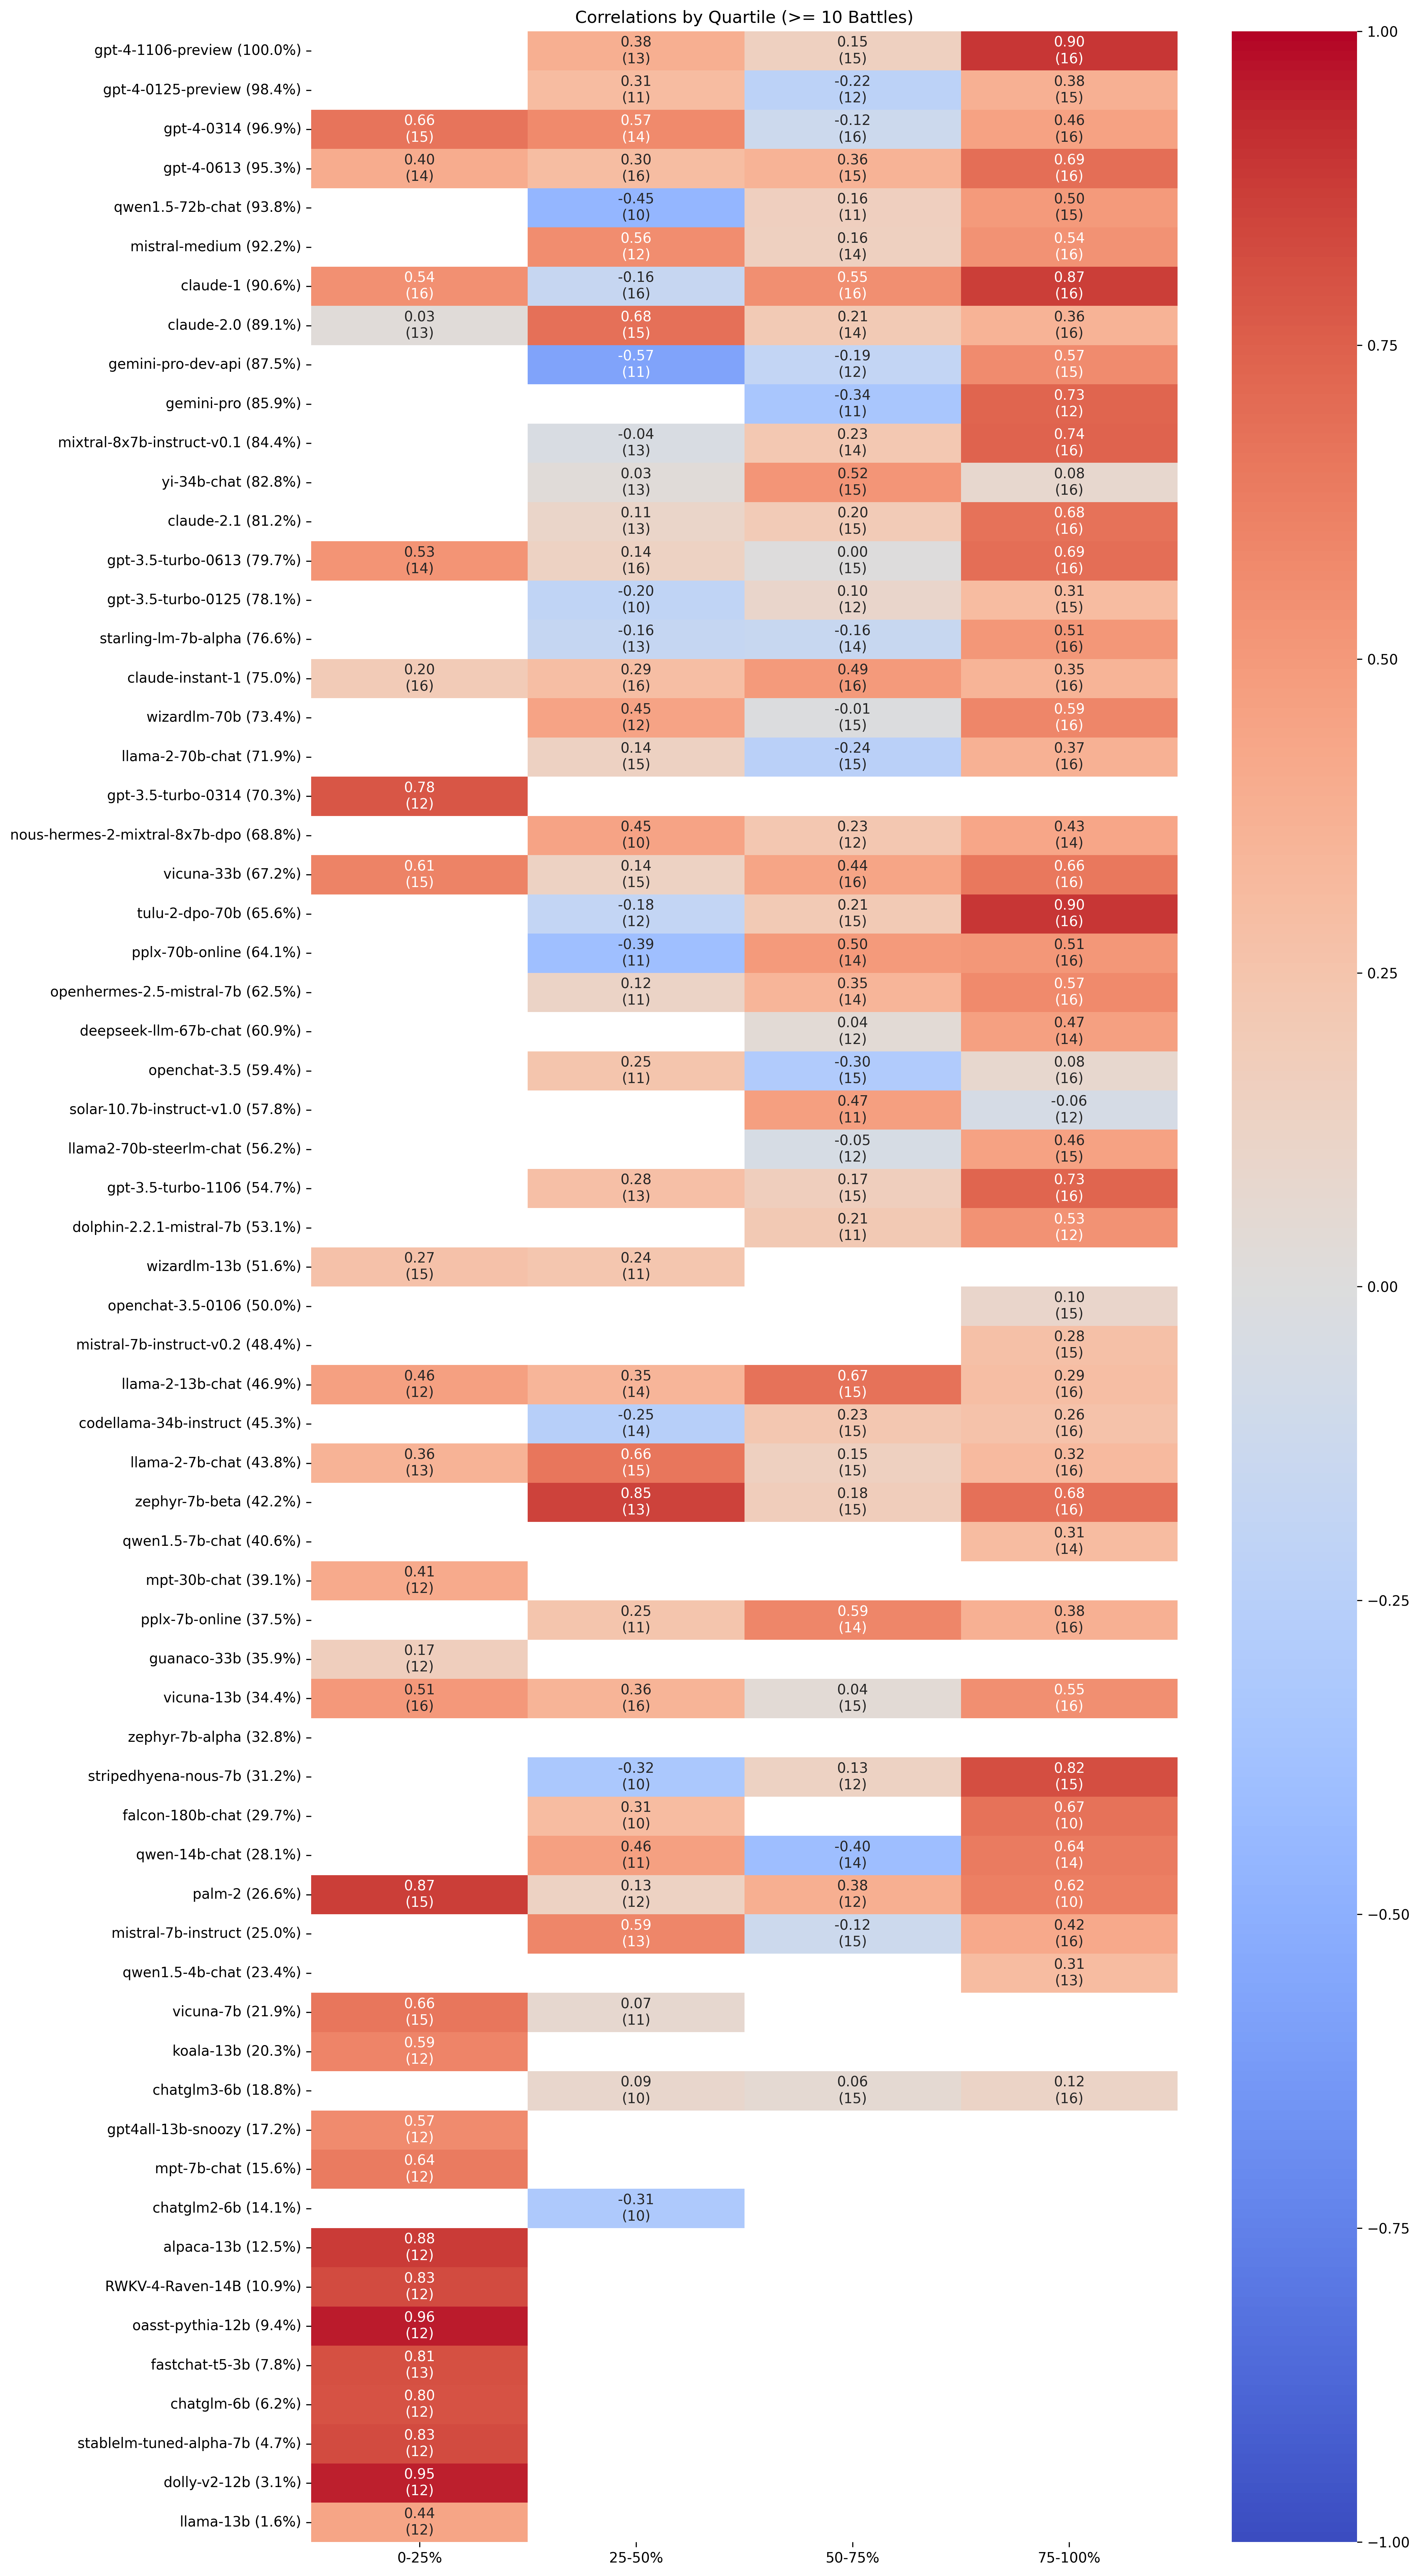 Correlations by Quartile (>= 10 Battles)
gpt-4-1106-preview (100.0%) 0.38 0.15 0.90
(13) (15) (16)
gpt-4-0125-preview (98.4%) 0.31 -0.22 0.38
(11) (12) (15)
gpt-4-0314 (96.9%) 0.66 0.57 -0.12 0.46
(15) (14) (16) (16)
gpt-4-0613 (95.3%) 0.40 0.30 0.36 0.69
(14) (16) (15) (16)
qwen1.5-72b-chat (93.8%) -0.45 0.16 0.50
(10) (11) (15)
mistral-medium (92.2%) 0.56 0.16 0.54
(12) (14) (16)
claude-1 (90.6%) 0.54 -0.16 0.55 0.87
(16) (16) (16) (16)
claude-2.0 (89.1%) 0.03 0.68 0.21 0.36
(13) (15) (14) (16)
gemini-pro-dev-api (87.5%) -0.57 -0.19 0.57
(11) (12) (15)
gemini-pro (85.9%) -0.34 0.73
(11) (12)
mixtral-8x7b-instruct-v0.1 (84.4%) -0.04 0.23 0.74
(13) (14) (16)
yi-34b-chat (82.8%) 0.03 0.52 0.08
(13) (15) (16)
claude-2.1 (81.2%) 0.11 0.20 0.68
(13) (15) (16)
gpt-3.5-turbo-0613 (79.7%) 0.53 0.14 0.00 0.69
(14) (16) (15) (16)
gpt-3.5-turbo-0125 (78.1%) -0.20 0.10 0.31
(10) (12) (15)
starling-lm-7b-alpha (76.6%) -0.16 -0.16 0.51
(13) (14) (16)
claude-instant-1 (75.0%) 0.20 0.29 0.49 0.35
(16) (16) (16) (16)
wizardlm-70b (73.4%) 0.45 -0.01 0.59
(12) (15) (16)
llama-2-70b-chat (71.9%) 0.14 -0.24 0.37
(15) (15) (16)
gpt-3.5-turbo-0314 (70.3%) 0.78
(12)
nous-hermes-2-mixtral-8x7b-dpo (68.8%) 0.45 0.23 0.43
(10) (12) (14)
vicuna-33b (67.2%) 0.61 0.14 0.44 0.66
(15) (15) (16) (16)
tulu-2-dpo-70b (65.6%) -0.18 0.21 0.90
(12) (15) (16)
pplx-70b-online (64.1%) -0.39 0.50 0.51
(11) (14) (16)
openhermes-2.5-mistral-7b (62.5%) 0.12 0.35 0.57
(11) (14) (16)
deepseek-llm-67b-chat (60.9%) 0.04 0.47
(12) (14)
openchat-3.5 (59.4%) 0.25 -0.30 0.08
(11) (15) (16)
solar-10.7b-instruct-v1.0 (57.8%) 0.47 -0.06
(11) (12)
llama2-70b-steerlm-chat (56.2%) -0.05 0.46
(12) (15)
gpt-3.5-turbo-1106 (54.7%) 0.28 0.17 0.73
(13) (15) (16)
dolphin-2.2.1-mistral-7b (53.1%) 0.21 0.53
(11) (12)
wizardlm-13b (51.6%) 0.27 0.24
(15) (11)
openchat-3.5-0106 (50.0%) 0.10
(15)
mistral-7b-instruct-v0.2 (48.4%) 0.28
(15)
llama-2-13b-chat (46.9%) 0.46 0.35 0.67 0.29
(12) (14) (15) (16)
codellama-34b-instruct (45.3%) -0.25 0.23 0.26
(14) (15) (16)
llama-2-7b-chat (43.8%) 0.36 0.66 0.15 0.32
(13) (15) (15) (16)
zephyr-7b-beta (42.2%) 0.85 0.18 0.68
(13) (15) (16)
qwen1.5-7b-chat (40.6%) 0.31
(14)
mpt-30b-chat (39.1%) 0.41
(12)
pplx-7b-online (37.5%) 0.25 0.59 0.38
(11) (14) (16)
guanaco-33b (35.9%) 0.17
(12)
vicuna-13b (34.4%) 0.51 0.36 0.04 0.55
(16) (16) (15) (16)
zephyr-7b-alpha (32.8%)
stripedhyena-nous-7b (31.2%) -0.32 0.13 0.82
(10) (12) (15)
falcon-180b-chat (29.7%) 0.31 0.67
(10) (10)
qwen-14b-chat (28.1%) 0.46 -0.40 0.64
(11) (14) (14)
palm-2 (26.6%) 0.87 0.13 0.38 0.62
(15) (12) (12) (10)
mistral-7b-instruct (25.0%) 0.59 -0.12 0.42
(13) (15) (16)
qwen1.5-4b-chat (23.4%) 0.31
(13)
vicuna-7b (21.9%) 0.66 0.07
(15) (11)
koala-13b (20.3%) 0.59
(12)
chatglm3-6b (18.8%) 0.09 0.06 0.12
(10) (15) (16)
gpt4all-13b-snoozy (17.2%) 0.57
(12)
mpt-7b-chat (15.6%) 0.64
(12)
chatglm2-6b (14.1%) -0.31
(10)
alpaca-13b (12.5%) 0.88
(12)
RWKV-4-Raven-14B (10.9%) 0.83
(12)
oasst-pythia-12b (9.4%) 0.96
(12)
fastchat-t5-3b (7.8%) 0.81
(13)
chatglm-6b (6.2%) 0.80
(12)
stablelm-tuned-alpha-7b (4.7%) 0.83
(12)
dolly-v2-12b (3.1%) 0.95
(12)
llama-13b (1.6%) 0.44
(12)
0-25% 25-50% 50-75% 75-100%
1.00
0.75
0.50
0.25
0.00
−0.25
−0.50
−0.75
−1.00